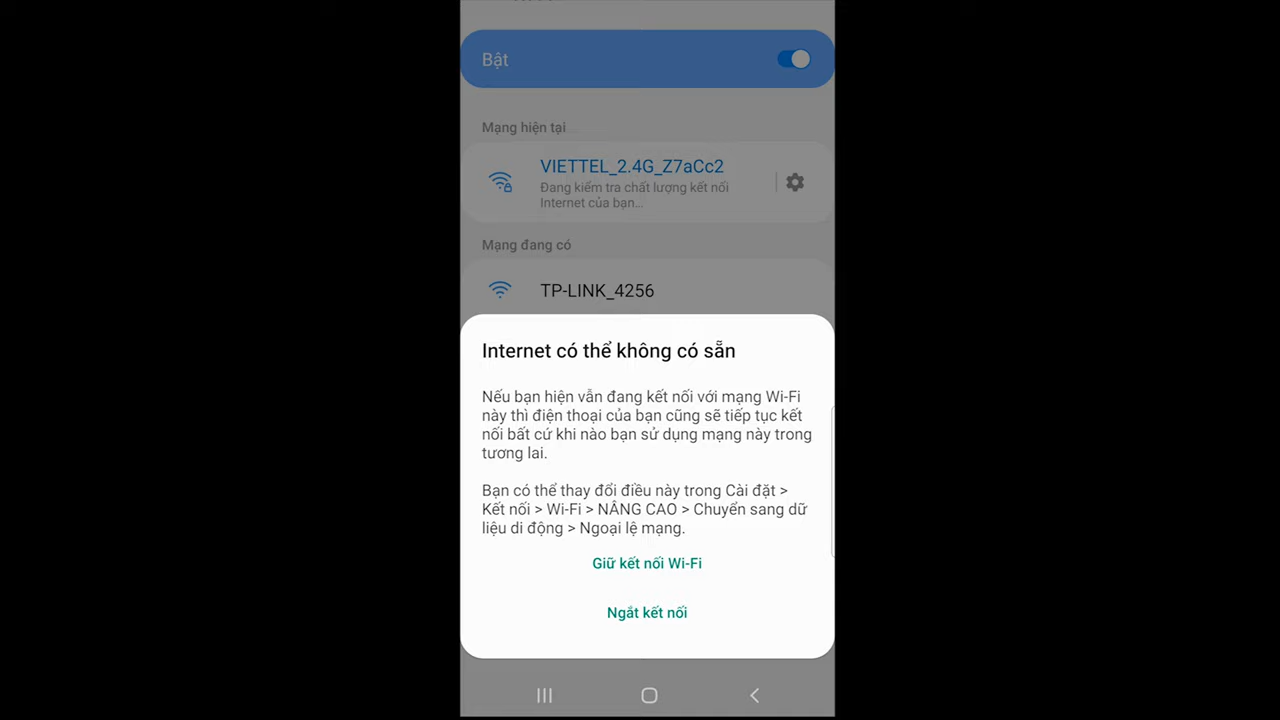 Bật
Mạng hiện tại
VIETTEL_2.4G_Z7aCc2
Đang kiểm tra chất lượng kết nối
Internet của bạn...
Mạng đang có
TP-LINK_4256
Internet có thể không có sẵn
Nếu bạn hiện vẫn đang kết nối với mạng Wi-Fi
này thì điện thoại của bạn cũng sẽ tiếp tục kết
nối bất cứ khi nào bạn sử dụng mạng này trong
tương lai.
Bạn có thể thay đổi điều này trong Cài đặt >
Kết nối > Wi-Fi > NÂNG CAO > Chuyển sang dữ
liệu di động > Ngoại lệ mạng.
Giữ kết nối Wi-Fi
Ngắt kết nối